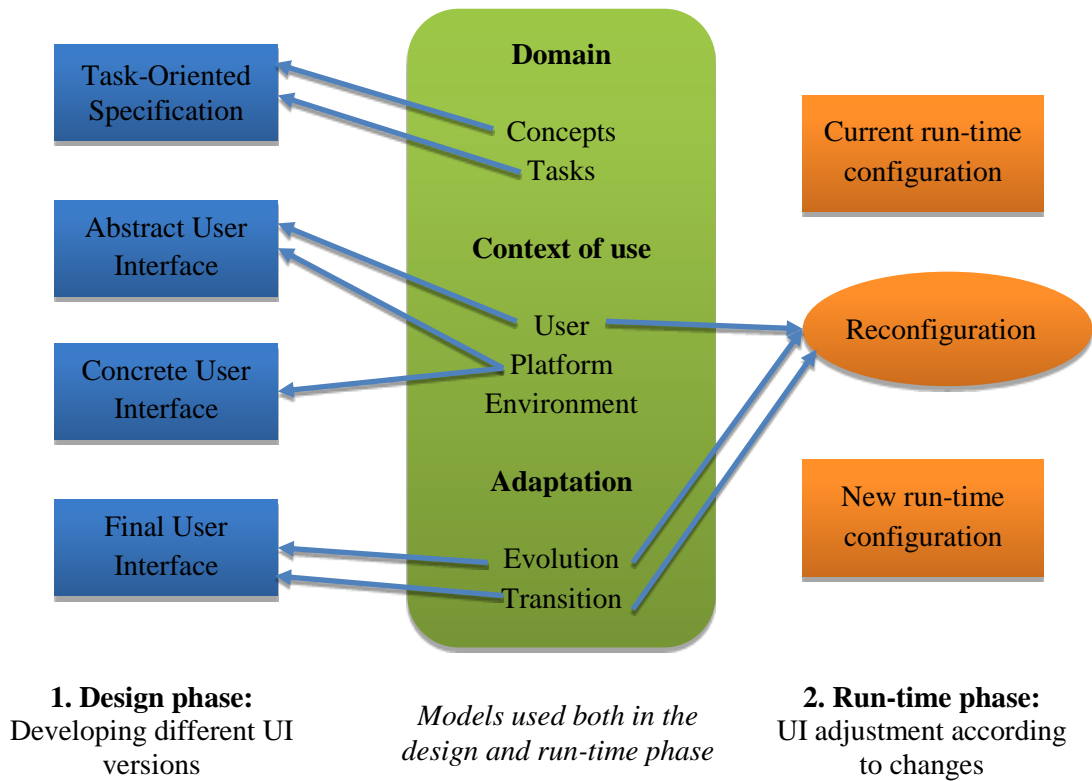 Task-Oriented
Specification
Abstract User
Interface
Concrete User
Interface
Final User
Interface
Domain
Concepts
Tasks
Context of use
User
Platform
Environment
Adaptation
Evolution
Transition
Current run-time
configuration
Reconfiguration
New run-time
configuration
1. Design phase:
Developing different UI
versions
Models used both in the
design and run-time phase
2. Run-time phase:
UI adjustment according
to changes